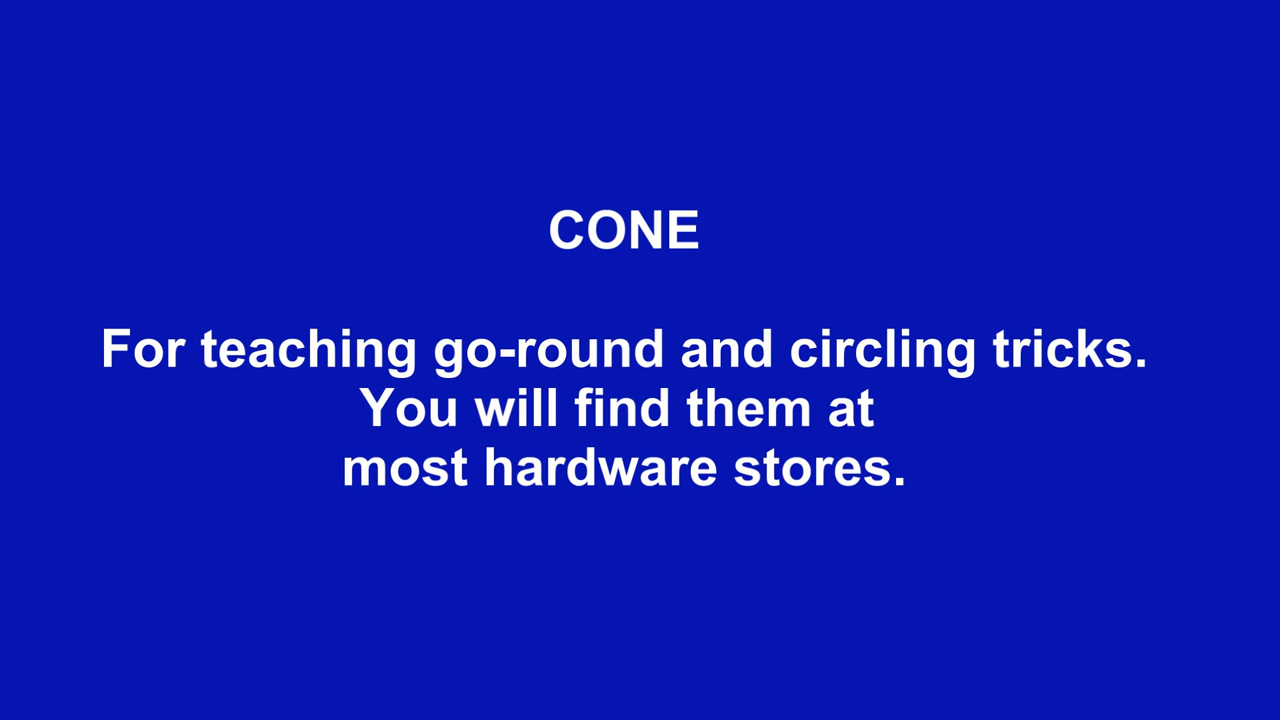 CONE
For teaching go-round and circling tricks.
You will find them at
most hardware stores.